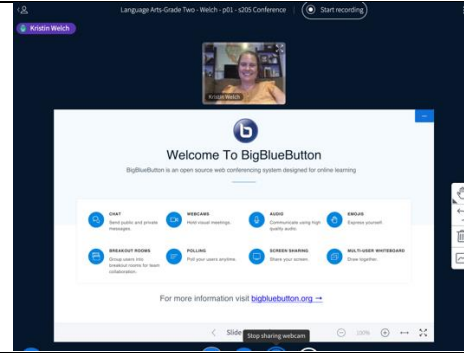 Language Arts-Grade Two - Welch - p01 - s205 Conference
Start recording
Kristin Welch
Kristin Welch
b
Welcome To BigBlueButton
BigBlueButton is an open source web conferencing system designed for online learning
CHAT
Send public and private
messages.
WEBCAMS
Hold visual meetings.
AUDIO
Communicate using high
quality audio.
EMOJIS
Express yourself.
BREAKOUT ROOMS
Group users into
breakout rooms for team
collaboration.
POLLING
Poll your users anytime.
SCREEN SHARING
Share your screen.
MULTI-USER WHITEBOARD
Draw together.
For more information visit bigbluebutton.org →
Slide
Stop sharing webcam
100%